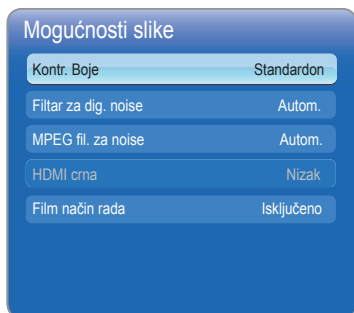 Mogućnosti slike
Kontr. Boje Standardon
Filtar za dig. noise Autom.
MPEG fil. za noise Autom.
HDMI crna Nizak
Film način rada Isključeno